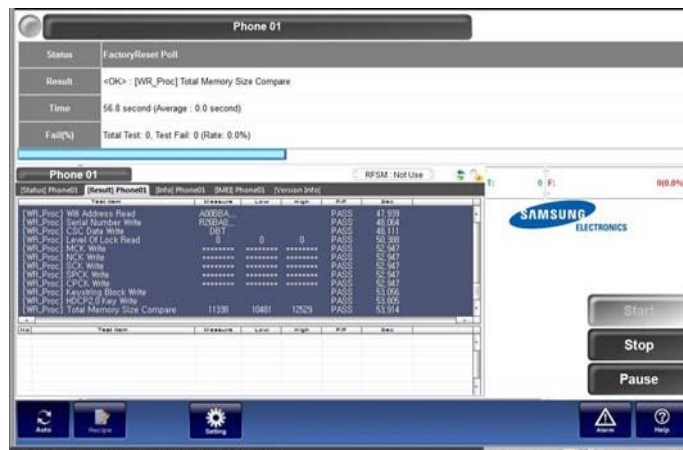 Phone 01
Status FactoryReset Poll
Result <OK> : [WR_Proc] Total Memory Size Compare
Time 56.8 second (Average : 0.0 second)
Fail(%) Total Test: 0, Test Fail: 0 (Rate: 0.0%)
Phone 01 RFSM : Not Use T: 0 F: 0(0.0%
[Status] Phone01 [Result] Phone01 [Info] Phone01 [IMEI] Phone01 [Version Info]
Test Item Measure Low High P/F Sec
[WR_Proc] Wifi Address Read A00BBA... PASS 47,939
[WR_Proc] Serial Number Write R26BA0... PASS 48,064
[WR_Proc] CSC Data Write DBT PASS 48,111
[WR_Proc] Level Of Lock Read 0 0 0 PASS 50,388
[WR_Proc] MCK Write ******** ******** ******** PASS 52,947
[WR_Proc] NCK Write ******** ******** ******** PASS 52,947
[WR_Proc] SCK Write ******** ******** ******** PASS 52,947
[WR_Proc] SPCK Write ******** ******** ******** PASS 52,947
[WR_Proc] CPCK Write ******** ******** ******** PASS 52,947
[WR_Proc] Keystring Block Write PASS 53,056
[WR_Proc] HDCP2.0 Key Write PASS 53,805
[WR_Proc] Total Memory Size Compare 11338 10481 12529 PASS 53,914
No Test Item Measure Low High P/F Sec
SAMSUNG
ELECTRONICS
Start
Stop
Pause
Auto Recipe Setting Alarm Help